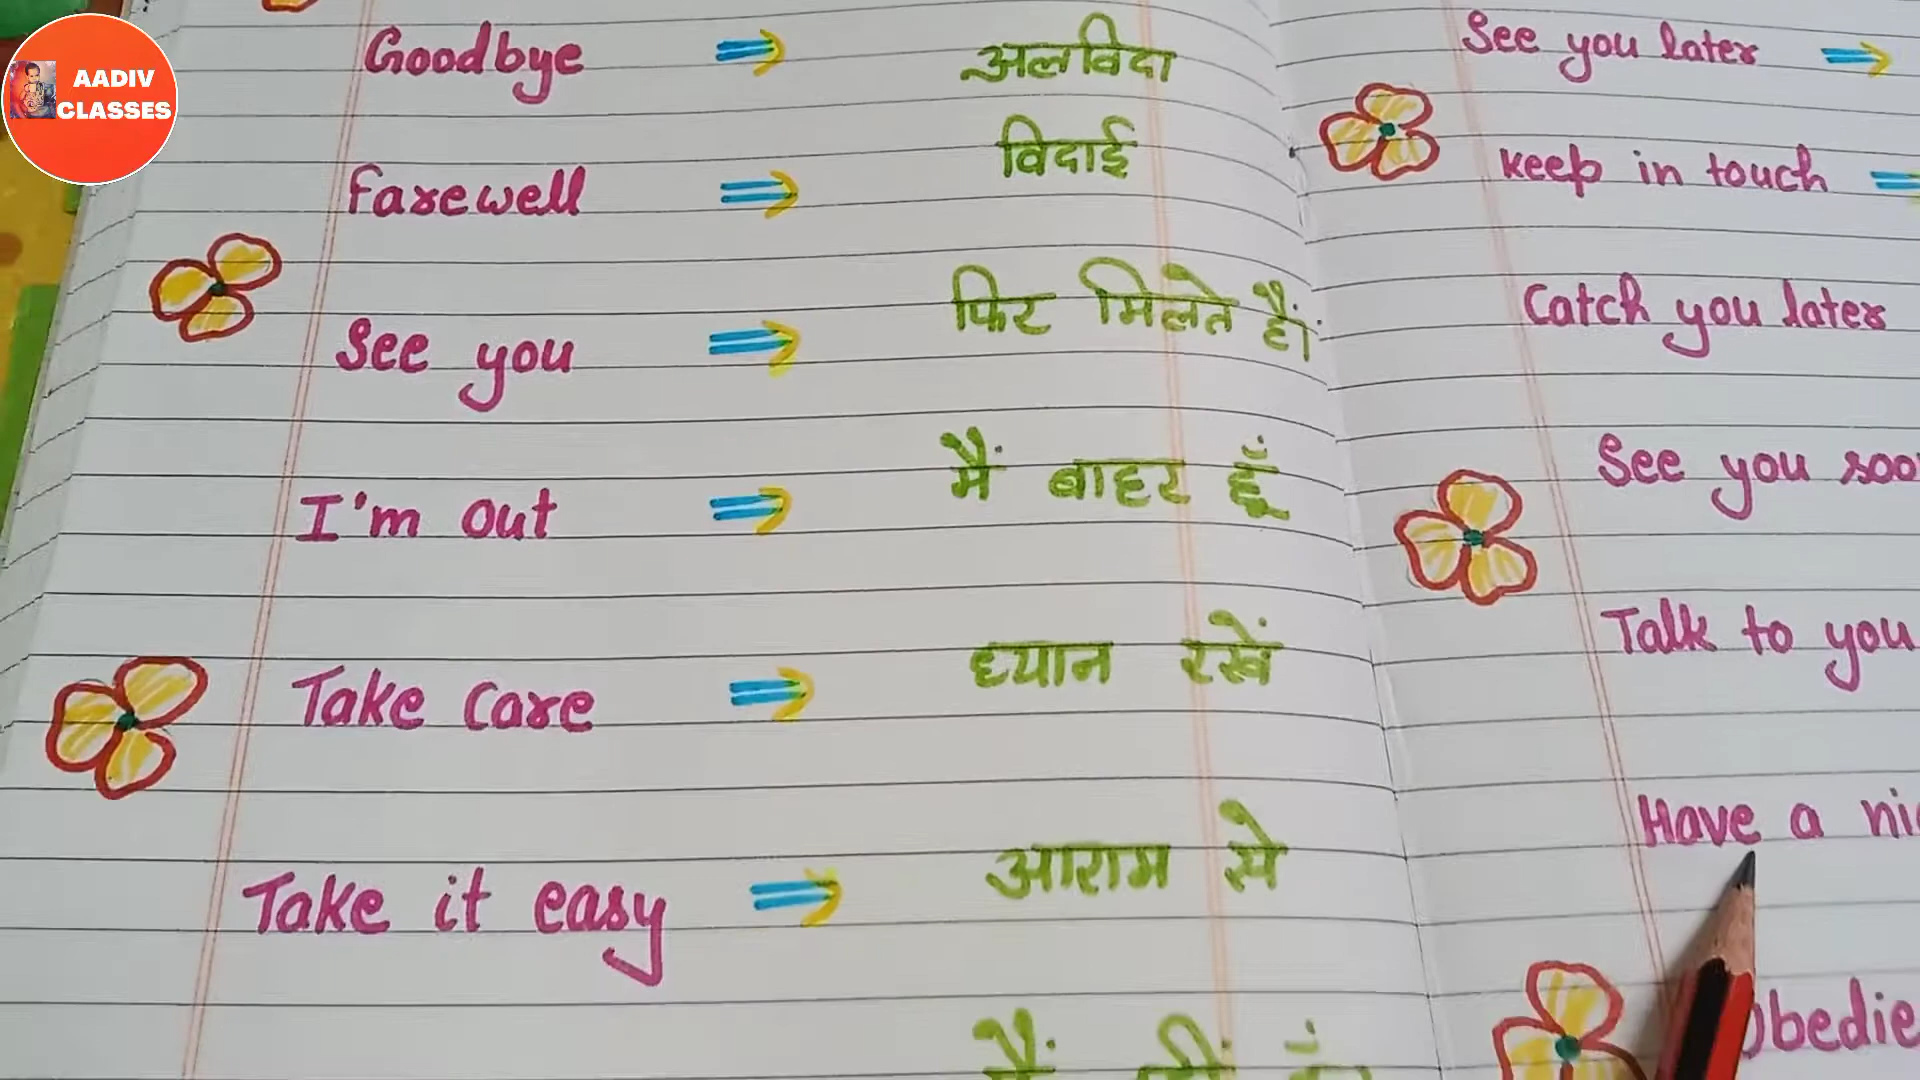 AADIV
CLASSES
Goodbye ⇒ अलविदा
Farewell ⇒ विदाई
See you ⇒ फिर मिलते हैं।
I'm out ⇒ मैं बाहर हूँ
Take Care ⇒ ध्यान रखें
Take it easy ⇒ आराम से
See you later ⇒
Keep in touch ⇒
Catch you later
See you
Talk to you
Have a